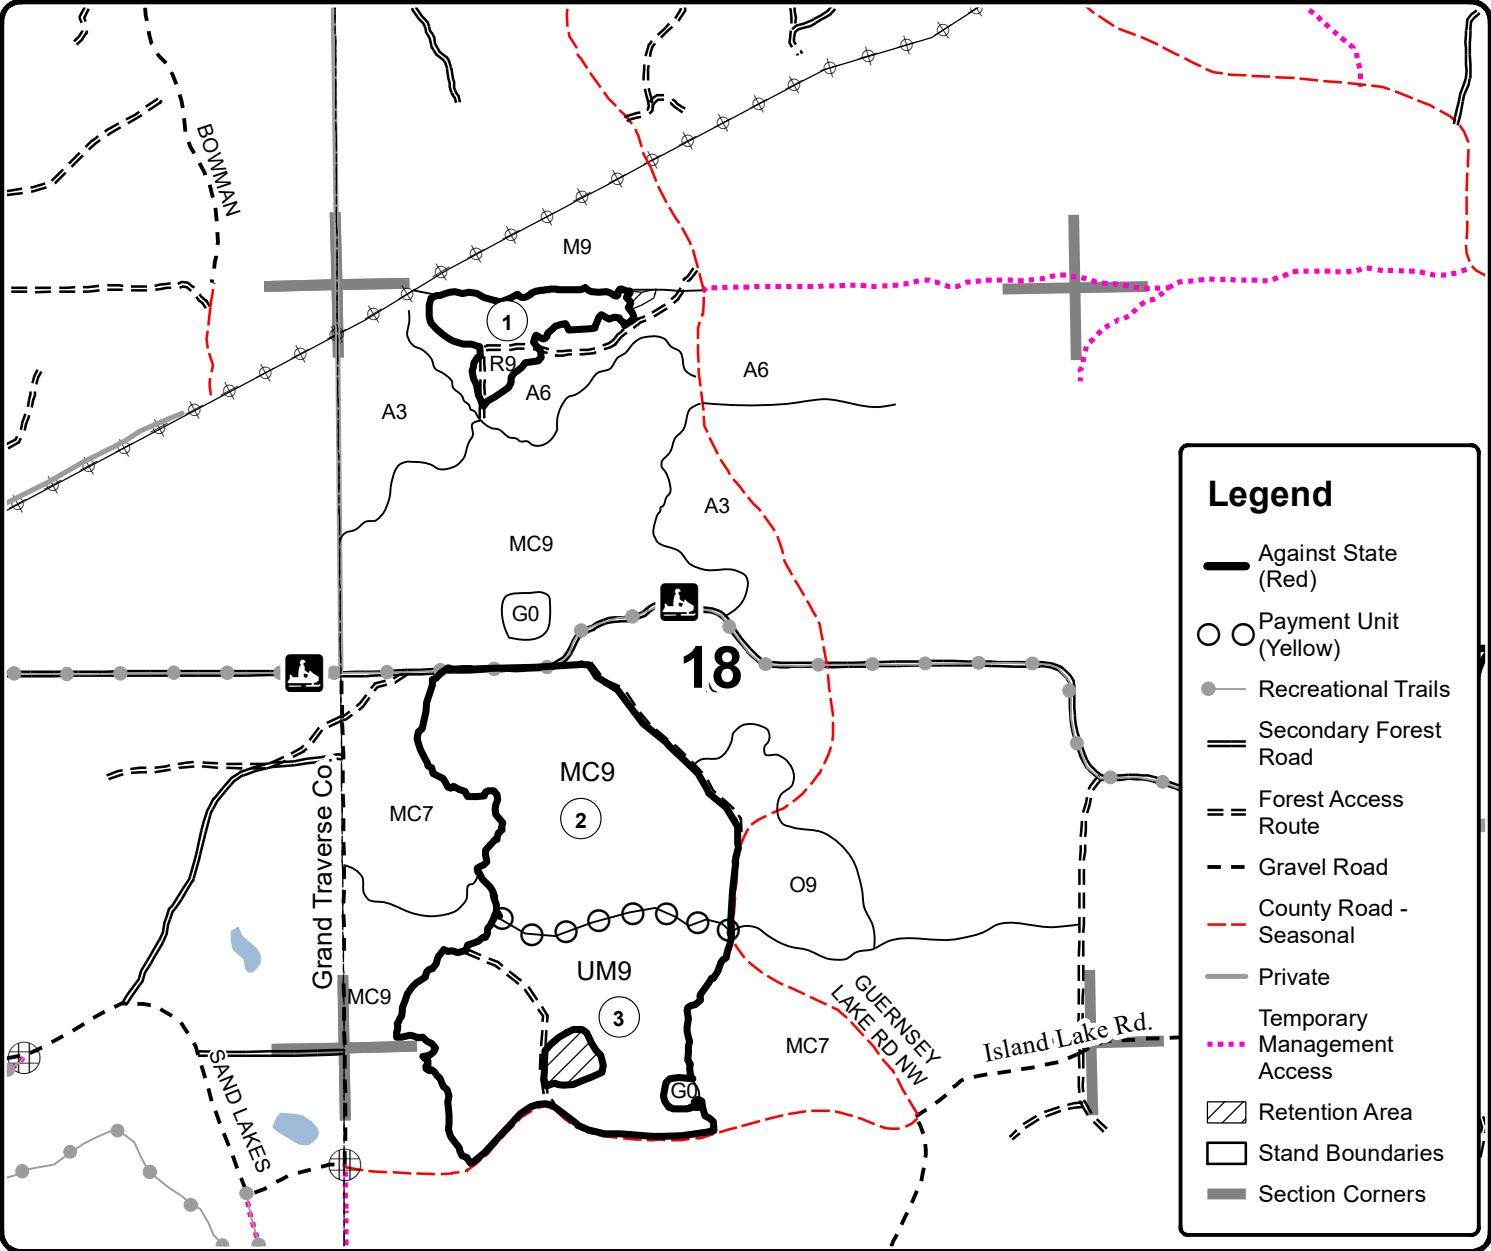 BOWMAN
M9
1
R9
A6
A6
A3
A3
MC9
G0
18
MC9
2
MC7
Grand Traverse Co.
O9
UM9
3
MC9
G0
MC7
GUERNSEY
LAKE RD NW
Island Lake Rd.
SAND LAKES
Legend
Against State
(Red)
Payment Unit
(Yellow)
Recreational Trails
Secondary Forest
Road
Forest Access
Route
Gravel Road
County Road -
Seasonal
Private
Temporary
Management
Access
Retention Area
Stand Boundaries
Section Corners